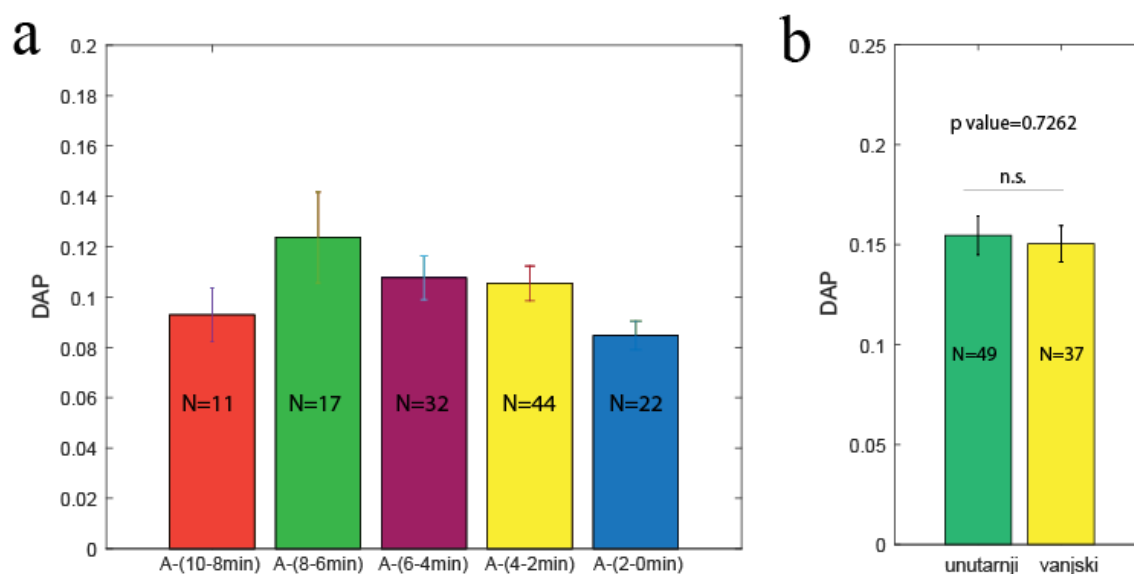 a
0.2
0.18
0.16
0.14
0.12
0.1
0.08
0.06
0.04
0.02
0
DAP
N=11 N=17 N=32 N=44 N=22
A-(10-8min) A-(8-6min) A-(6-4min) A-(4-2min) A-(2-0min)
b
0.25
0.2
0.15
0.1
0.05
0
DAP
p value=0.7262
n.s.
N=49 N=37
unutarnji vanjski